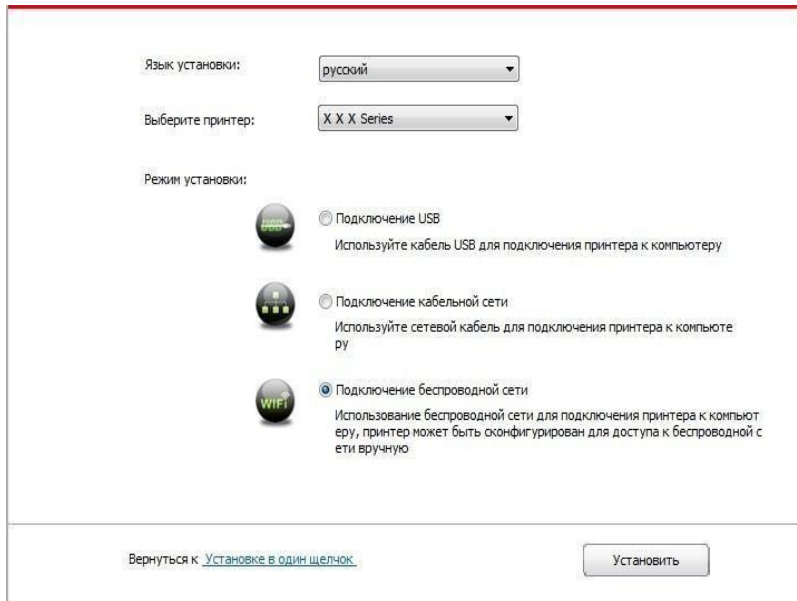 Язык установки:
русский
Выберите принтер:
X X X Series
Режим установки:
USB
Подключение USB
Используйте кабель USB для подключения принтера к компьютеру
Подключение кабельной сети
Используйте сетевой кабель для подключения принтера к компьюте
ру
WiFi
Подключение беспроводной сети
Использование беспроводной сети для подключения принтера к компьют
еру, принтер может быть сконфигурирован для доступа к беспроводной с
ети вручную
Вернуться к Установке в один щелчок
Установить